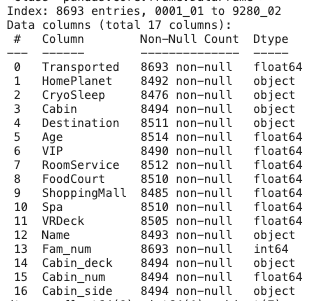 Index: 8693 entries, 0001_01 to 9280_02
Data columns (total 17 columns):
 #   Column        Non-Null Count  Dtype
---  ------        --------------  -----
 0   Transported   8693 non-null   float64
 1   HomePlanet    8492 non-null   object
 2   CryoSleep     8476 non-null   object
 3   Cabin         8494 non-null   object
 4   Destination   8511 non-null   object
 5   Age           8514 non-null   float64
 6   VIP           8490 non-null   object
 7   RoomService   8512 non-null   float64
 8   FoodCourt     8510 non-null   float64
 9   ShoppingMall  8485 non-null   float64
 10  Spa           8510 non-null   float64
 11  VRDeck        8505 non-null   float64
 12  Name          8493 non-null   object
 13  Fam_num       8693 non-null   int64
 14  Cabin_deck    8494 non-null   object
 15  Cabin_num     8494 non-null   float64
 16  Cabin_side    8494 non-null   object